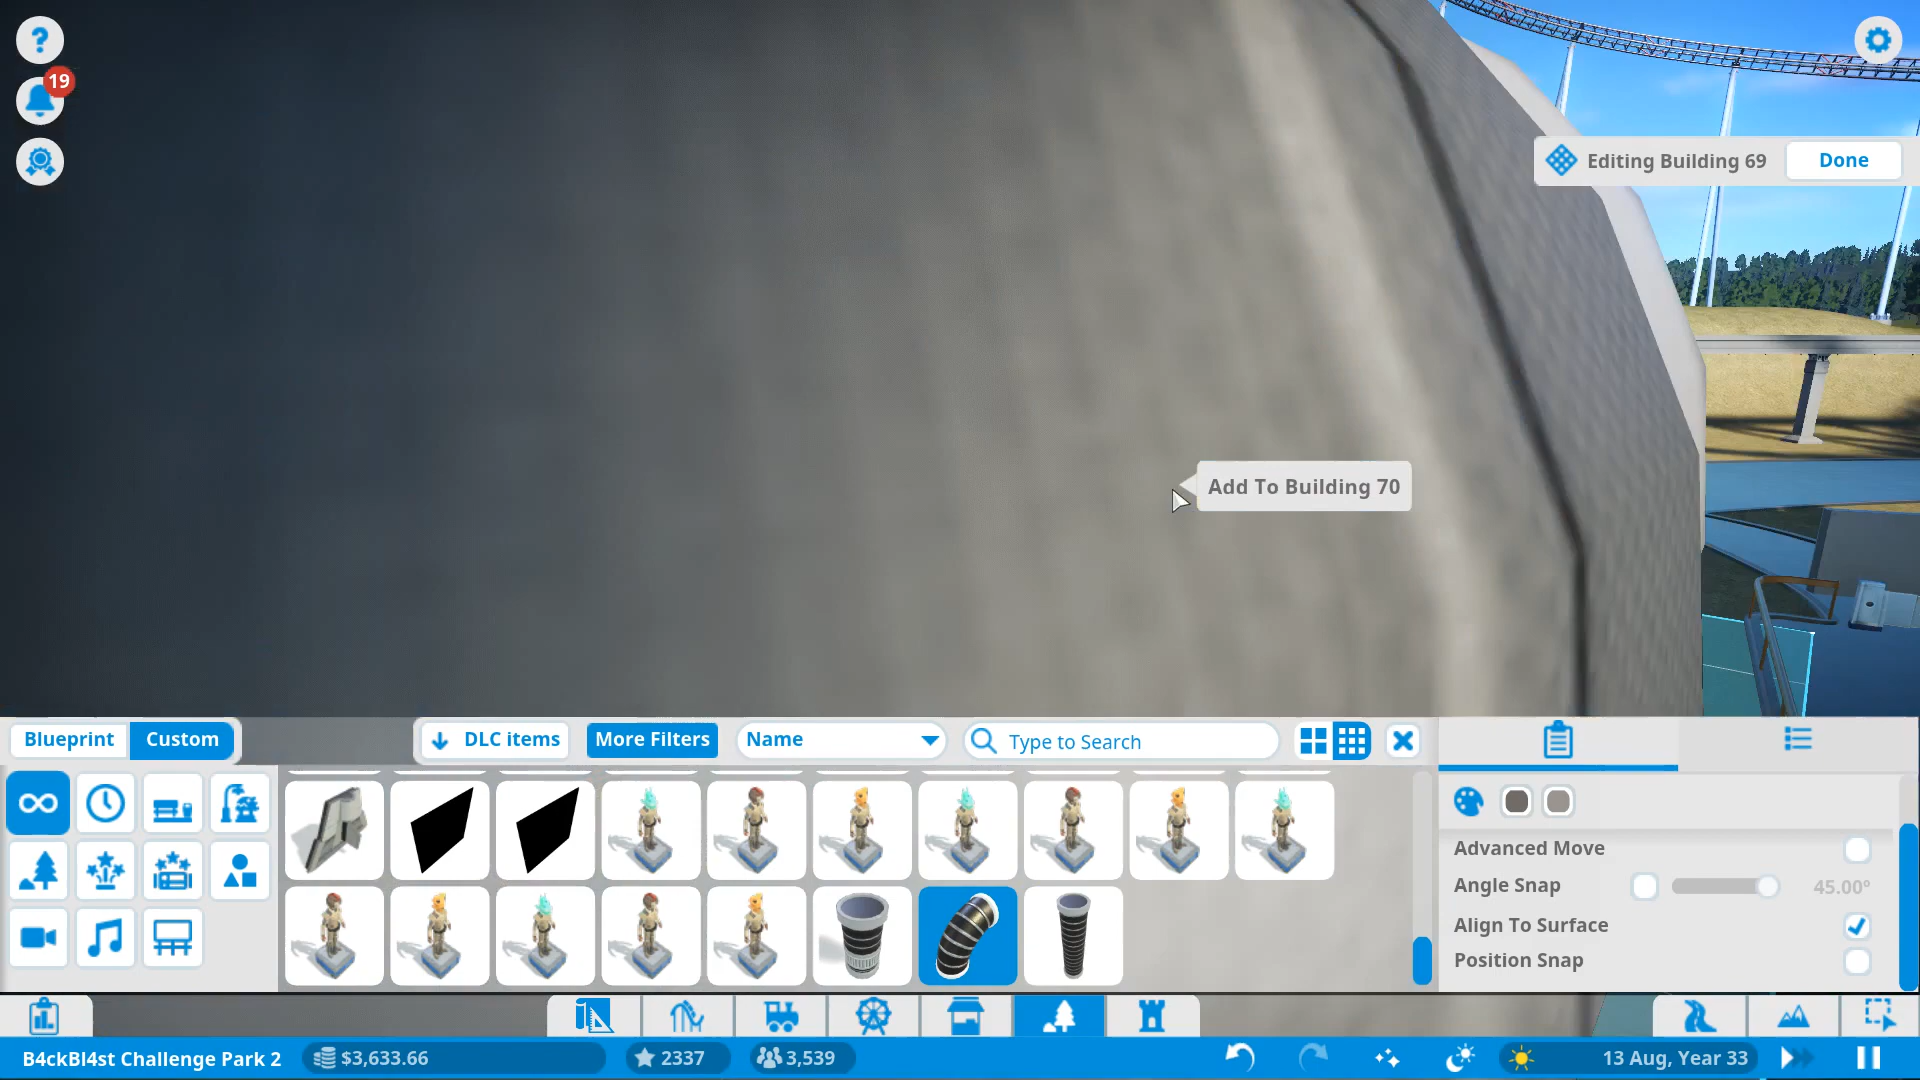 ?
19
Editing Building 69
Done
Add To Building 70
Blueprint
Custom
DLC items
More Filters
Name
Type to Search
Advanced Move
Angle Snap
45.00°
Align To Surface
Position Snap
B4ckBl4st Challenge Park 2
$3,633.66
2337
3,539
13 Aug, Year 33